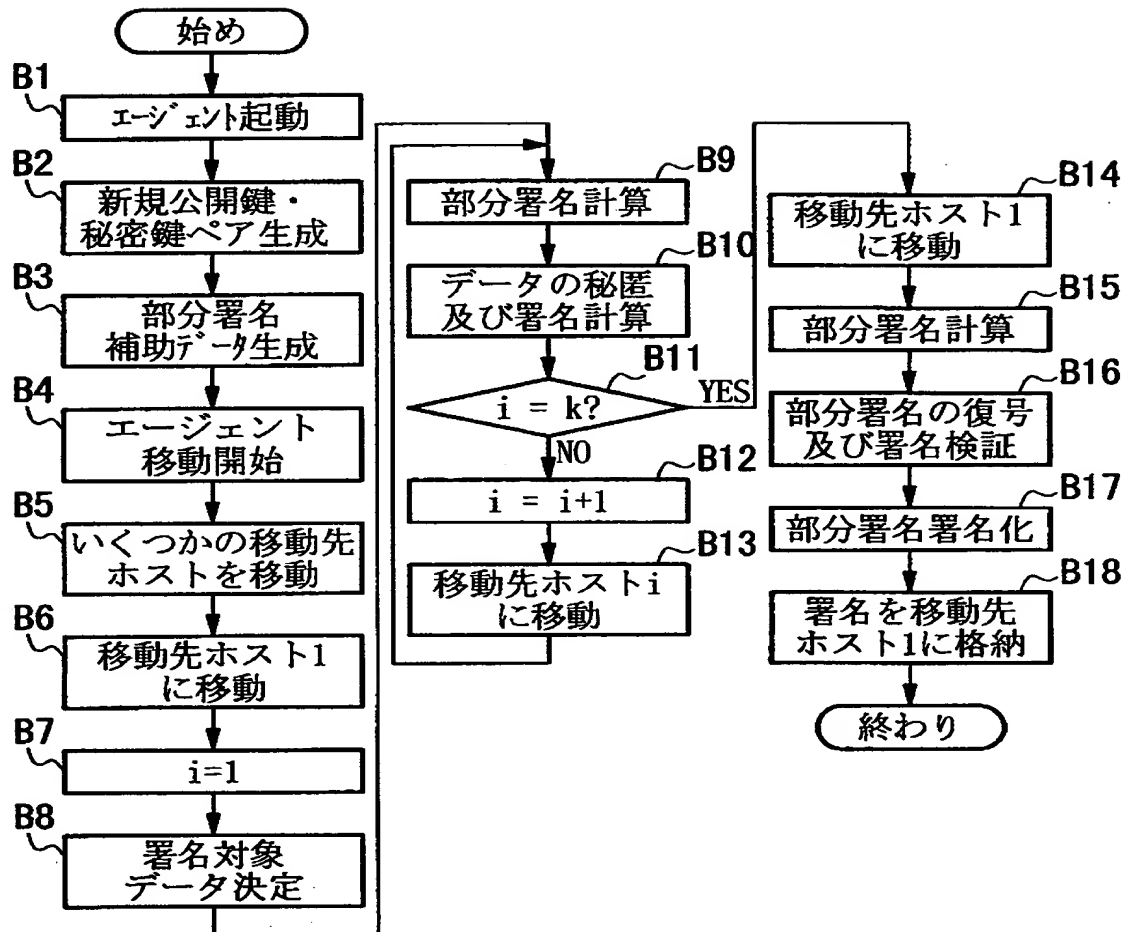 始め
B1
エージェント起動
B2
新規公開鍵・
秘密鍵ペア生成
B3
部分署名
補助データ生成
B4
エージェント
移動開始
B5
いくつかの移動先
ホストを移動
B6
移動先ホスト1
に移動
B7
i=1
B8
署名対象
データ決定
B9
部分署名計算
B10
データの秘匿
及び署名計算
B11
i = k?
YES
NO
B12
i = i+1
B13
移動先ホストi
に移動
B14
移動先ホスト1
に移動
B15
部分署名計算
B16
部分署名の復号
及び署名検証
B17
部分署名署名化
B18
署名を移動先
ホスト1に格納
終わり